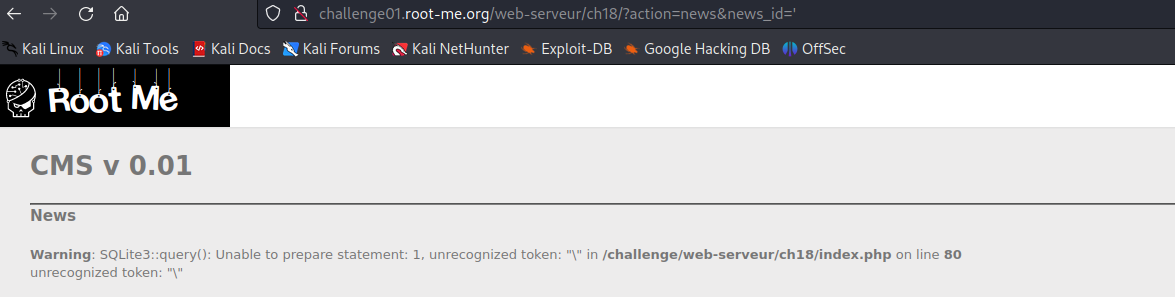 challenge01.root-me.org/web-serveur/ch18/?action=news&news_id='
Kali Linux Kali Tools Kali Docs Kali Forums Kali NetHunter Exploit-DB Google Hacking DB OffSec
Root Me
CMS v 0.01
News
Warning: SQLite3::query(): Unable to prepare statement: 1, unrecognized token: "\" in /challenge/web-serveur/ch18/index.php on line 80
unrecognized token: "\"